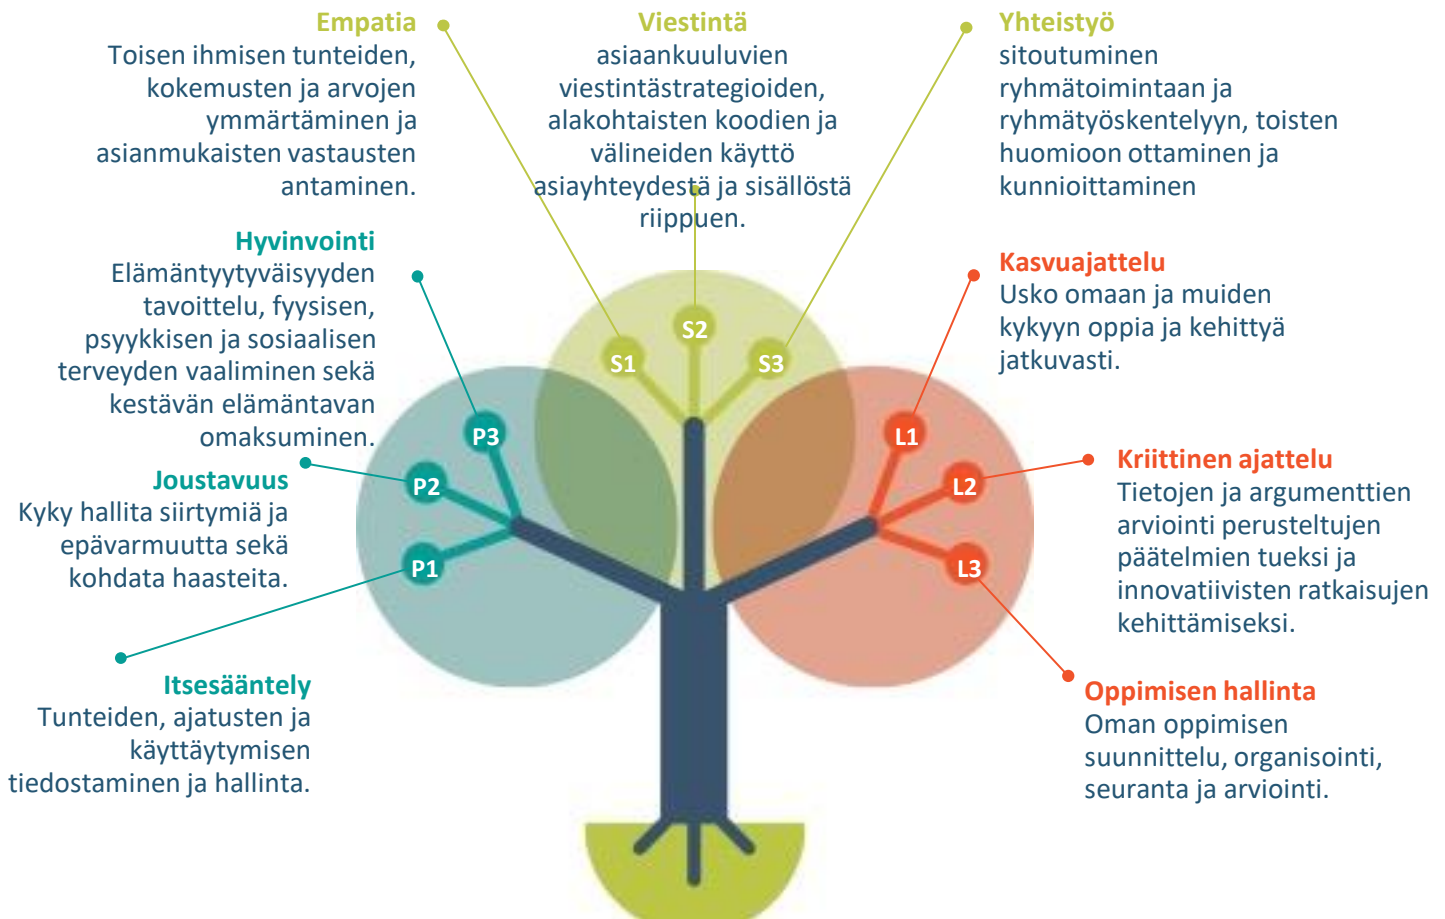 Empatia
Toisen ihmisen tunteiden,
kokemusten ja arvojen
ymmärtäminen ja
asianmukaisten vastausten
antaminen.
Viestintä
asiaankuuluvien
viestintästrategioiden,
alakohtaisten koodien ja
välineiden käyttö
asiayhteydestä ja sisällöstä
riippuen.
Yhteistyö
sitoutuminen
ryhmätoimintaan ja
ryhmätyöskentelyyn, toisten
huomioon ottaminen ja
kunnioittaminen
Hyvinvointi
Elämäntyytyväisyyden
tavoittelu, fyysisen,
psyykkisen ja sosiaalisen
terveyden vaaliminen sekä
kestävän elämäntavan
omaksuminen.
Kasvuajattelu
Usko omaan ja muiden
kykyyn oppia ja kehittyä
jatkuvasti.
S1
S2
S3
P3
P2
P1
L1
L2
L3
Joustavuus
Kyky hallita siirtymiä ja
epävarmuutta sekä
kohdata haasteita.
Kriittinen ajattelu
Tietojen ja argumenttien
arviointi perusteltujen
päätelmien tueksi ja
innovatiivisten ratkaisujen
kehittämiseksi.
Itsesääntely
Tunteiden, ajatusten ja
käyttäytymisen
tiedostaminen ja hallinta.
Oppimisen hallinta
Oman oppimisen
suunnittelu, organisointi,
seuranta ja arviointi.